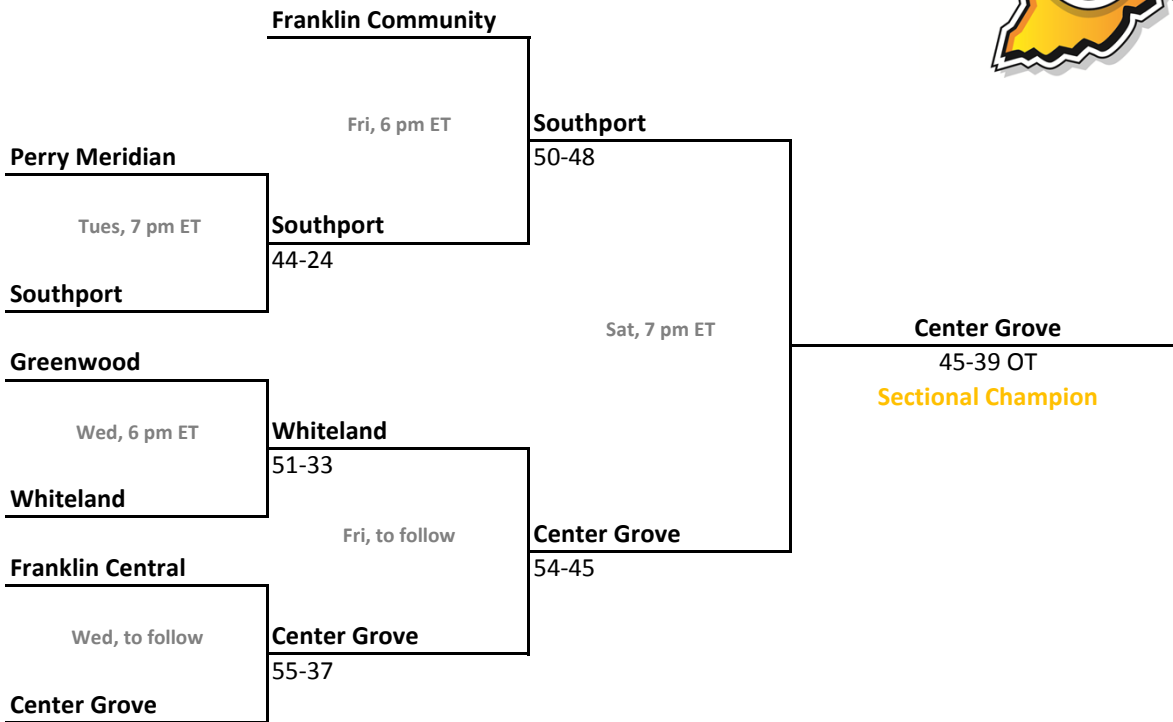 Franklin Community
Fri, 6 pm ET
Southport
50-48
Perry Meridian
Tues, 7 pm ET
Southport
44-24
Southport
Sat, 7 pm ET
Center Grove
45-39 OT
Sectional Champion
Greenwood
Wed, 6 pm ET
Whiteland
51-33
Whiteland
Fri, to follow
Center Grove
54-45
Franklin Central
Wed, to follow
Center Grove
55-37
Center Grove